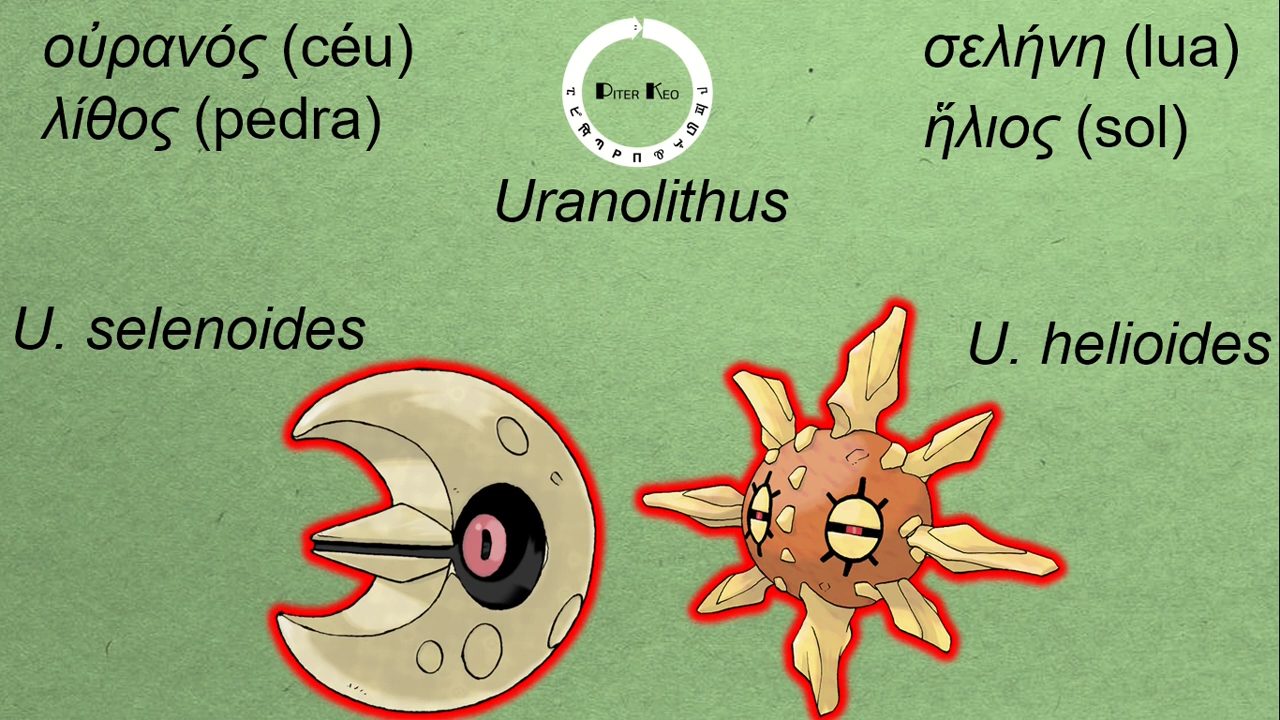 οὐρανός (céu)
λίθος (pedra)
PITER KEO
σελήνη (lua)
ἥλιος (sol)
Uranolithus
U. selenoides
U. helioides